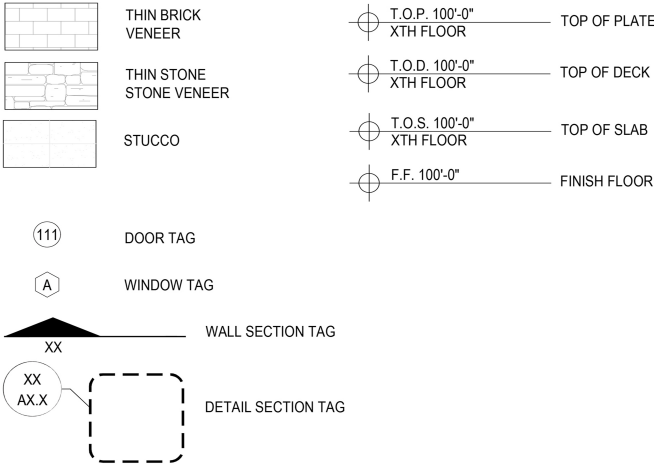 THIN BRICK
VENEER
THIN STONE
STONE VENEER
STUCCO
111
DOOR TAG
A
WINDOW TAG
XX
WALL SECTION TAG
XX
AX.X
DETAIL SECTION TAG
T.O.P. 100'-0"
XTH FLOOR
TOP OF PLATE
T.O.D. 100'-0"
XTH FLOOR
TOP OF DECK
T.O.S. 100'-0"
XTH FLOOR
TOP OF SLAB
F.F. 100'-0"
FINISH FLOOR